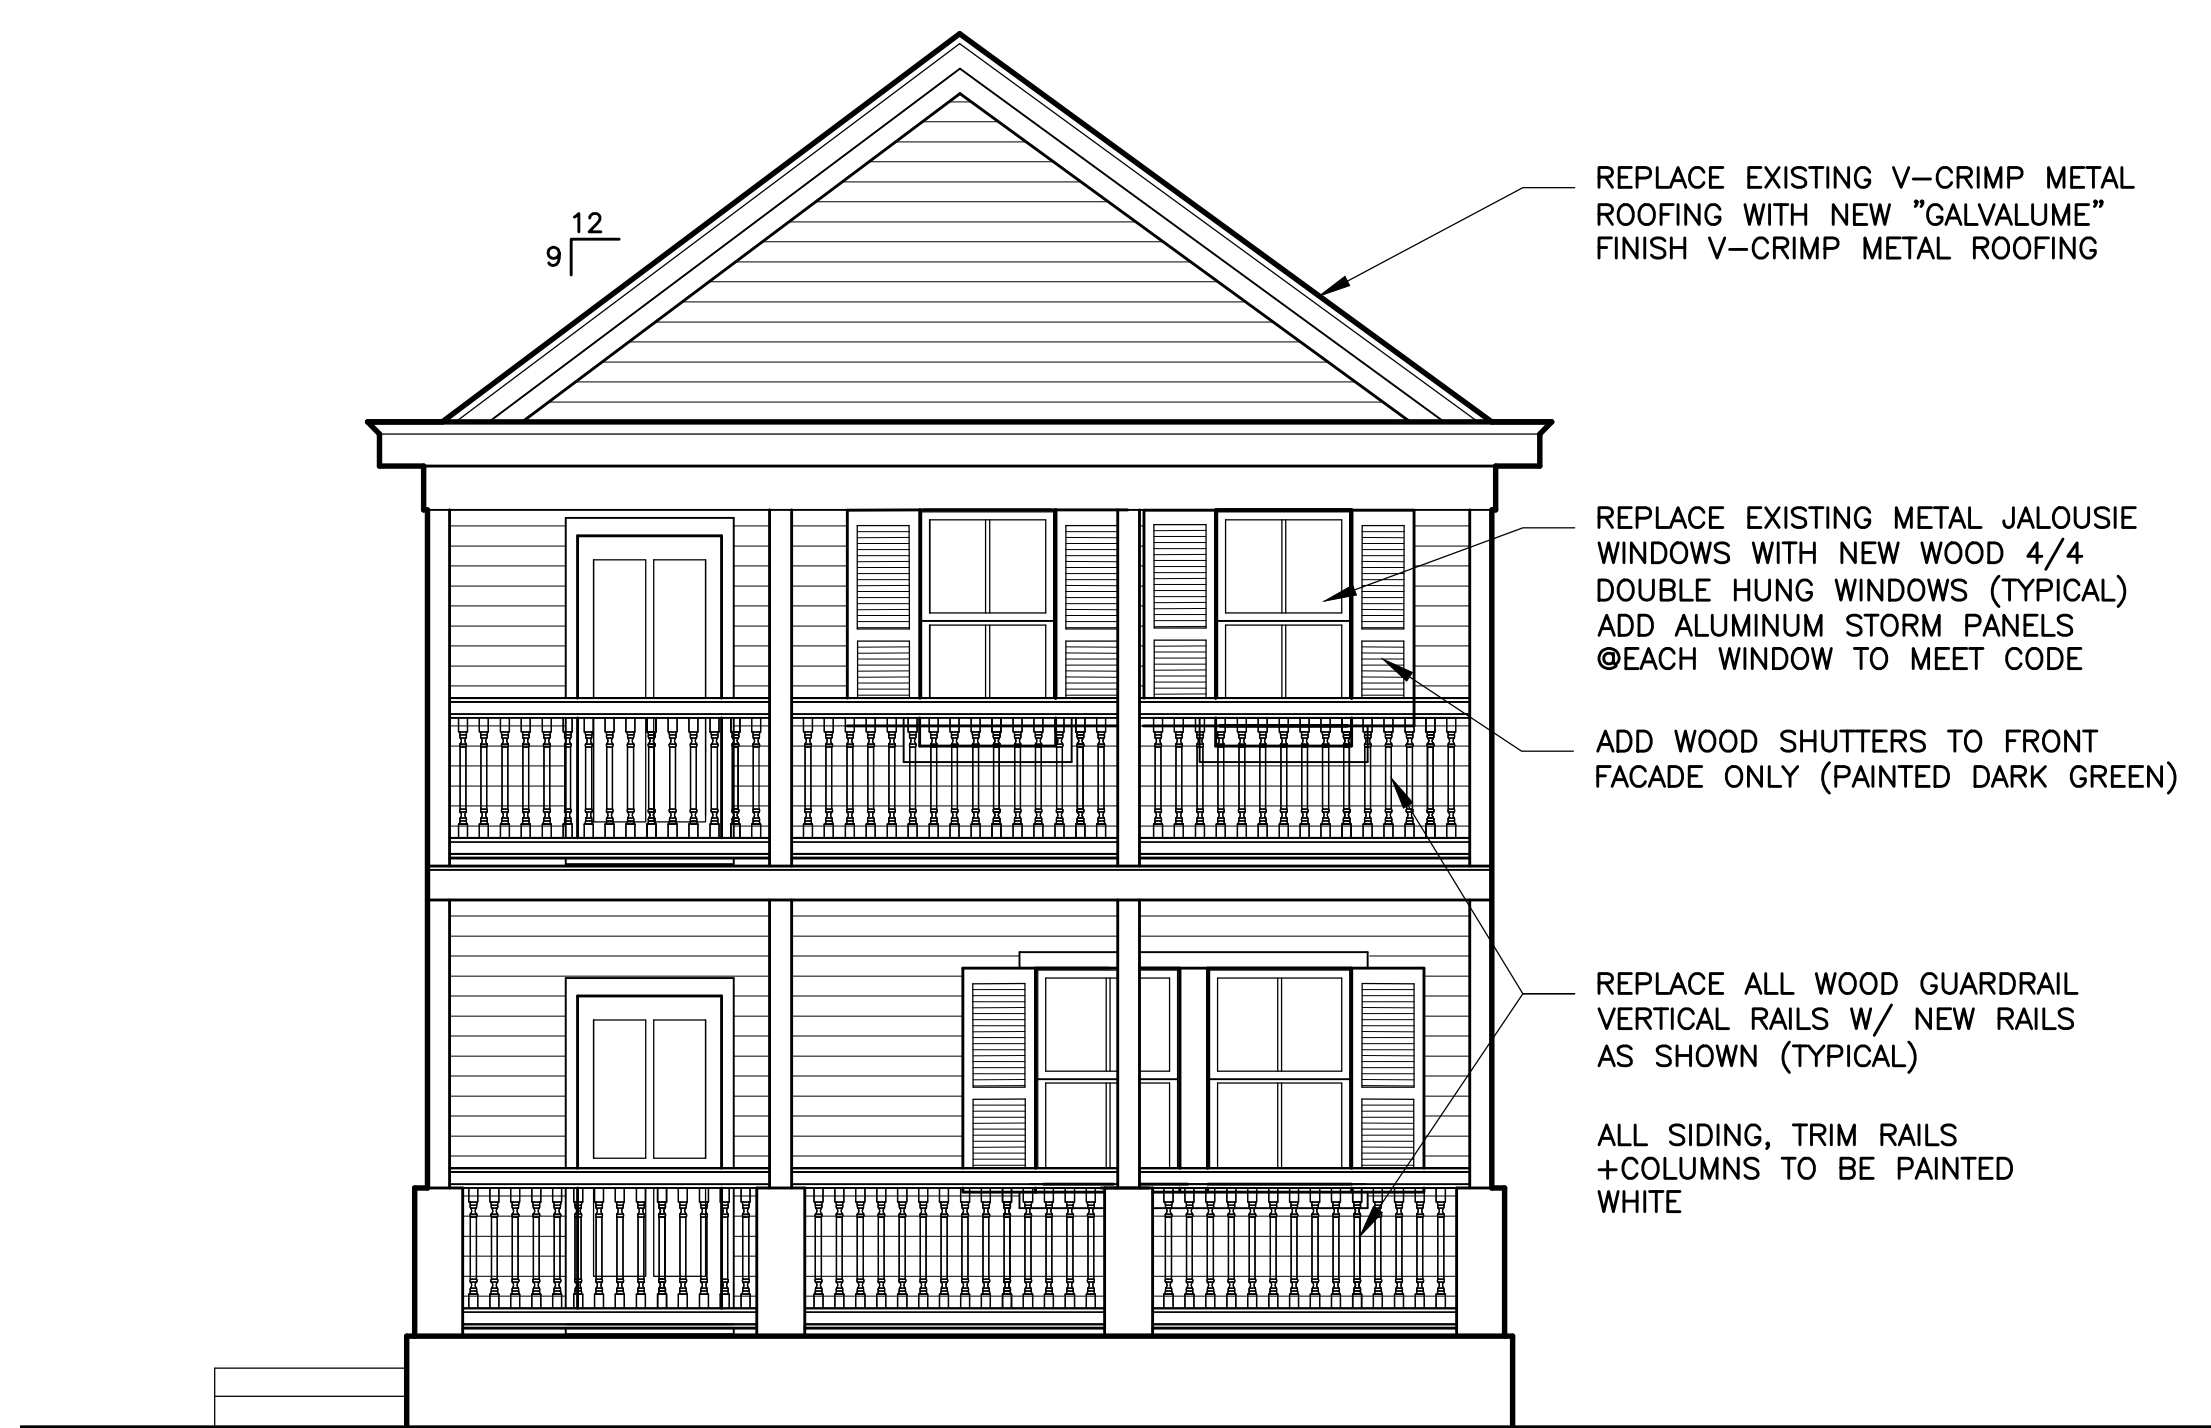 12
9
REPLACE EXISTING V-CRIMP METAL
ROOFING WITH NEW "GALVALUME"
FINISH V-CRIMP METAL ROOFING
REPLACE EXISTING METAL JALOUSIE
WINDOWS WITH NEW WOOD 4/4
DOUBLE HUNG WINDOWS (TYPICAL)
ADD ALUMINUM STORM PANELS
@EACH WINDOW TO MEET CODE
ADD WOOD SHUTTERS TO FRONT
FACADE ONLY (PAINTED DARK GREEN)
REPLACE ALL WOOD GUARDRAIL
VERTICAL RAILS W/ NEW RAILS
AS SHOWN (TYPICAL)
ALL SIDING, TRIM RAILS
+COLUMNS TO BE PAINTED
WHITE